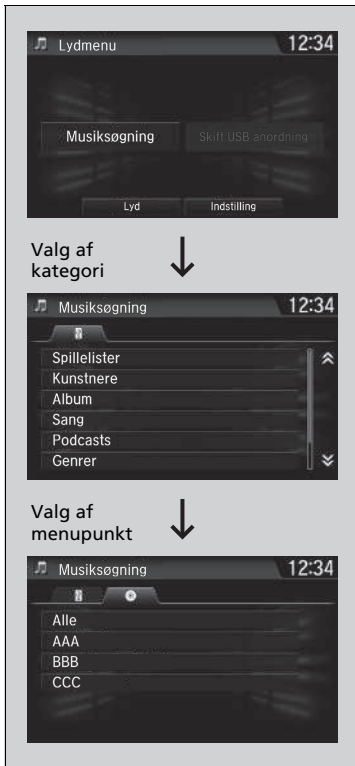 Lydmenu 12:34
Musiksøgning Skift USB anordning
Lyd Indstilling
Valg af
kategori
Musiksøgning 12:34
Spillelister
Kunstnere
Album
Sang
Podcasts
Genrer
Valg af
menupunkt
Musiksøgning 12:34
Alle
AAA
BBB
CCC